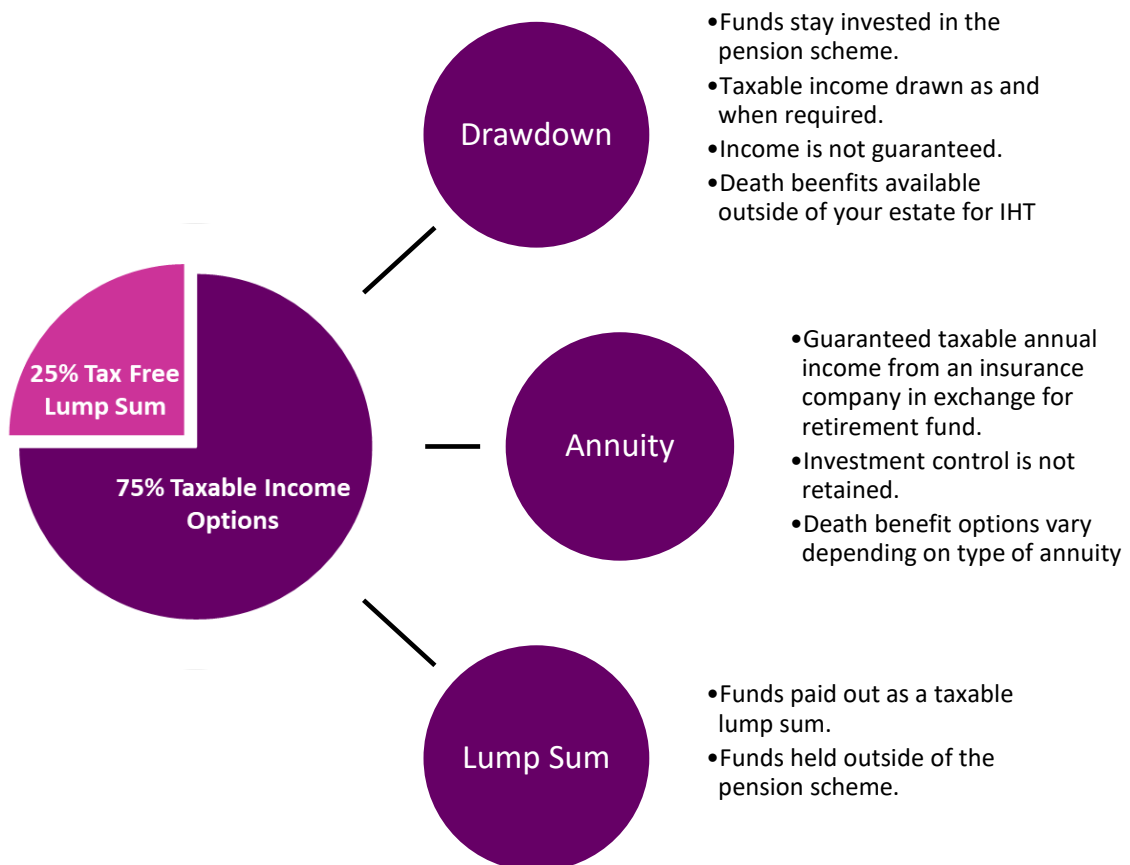 25% Tax Free
Lump Sum
75% Taxable Income
Options
Drawdown
•Funds stay invested in the
pension scheme.
•Taxable income drawn as and
when required.
•Income is not guaranteed.
•Death beenfits available
outside of your estate for IHT
Annuity
•Guaranteed taxable annual
income from an insurance
company in exchange for
retirement fund.
•Investment control is not
retained.
•Death benefit options vary
depending on type of annuity
Lump Sum
•Funds paid out as a taxable
lump sum.
•Funds held outside of the
pension scheme.